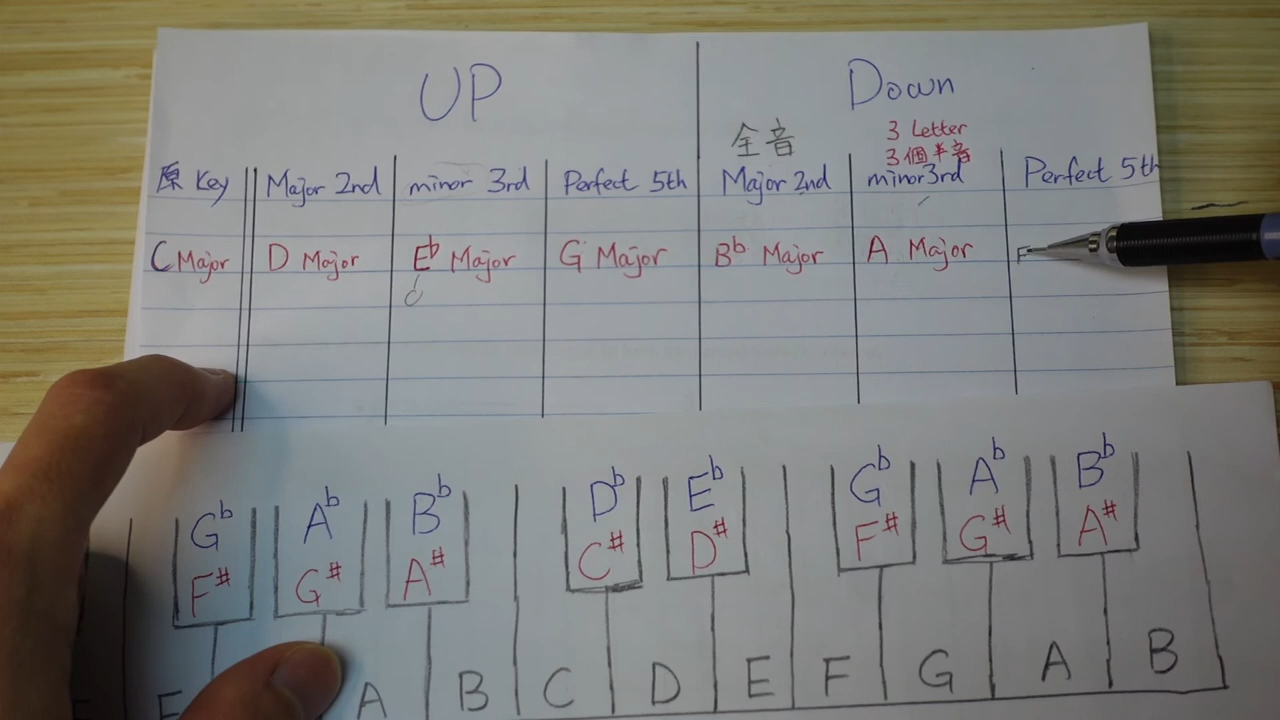 UP Down
全音 3 Letter
3個半音
原 Key Major 2nd minor 3rd Perfect 5th Major 2nd minor3rd Perfect 5th
C Major D Major E♭ Major G Major B♭ Major A Major F
G♭ A♭ B♭ D♭ E♭ G♭ A♭ B♭
F# G# A# C# D# F# G# A#
A B C D E F G A B